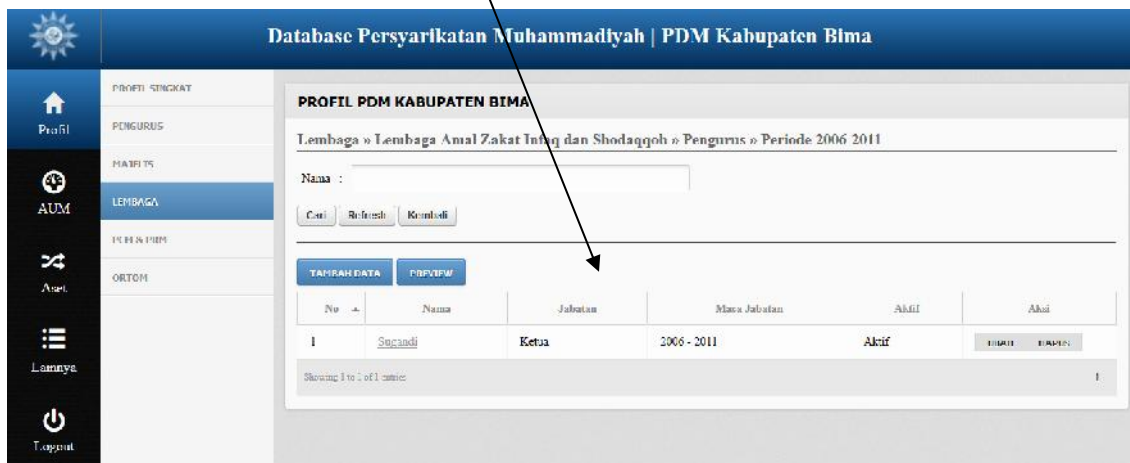 Database Persyarikatan Muhammadiyah | PDM Kabupaten Bima
Profil
AUM
Aset
Lainnya
Logout
PROFIL SINGKAT
PENGURUS
MAJELIS
LEMBAGA
PCM & PRM
ORTOM
PROFIL PDM KABUPATEN BIMA
Lembaga » Lembaga Amal Zakat Infaq dan Shodaqqoh » Pengurus » Periode 2006 2011
Nama :
Cari Refresh Kembali
TAMBAH DATA PREVIEW
No Nama Jabatan Masa Jabatan Aktif Aksi
1 Sugandi Ketua 2006 - 2011 Aktif UBAH HAPUS
Showing 1 to 1 of 1 entries 1